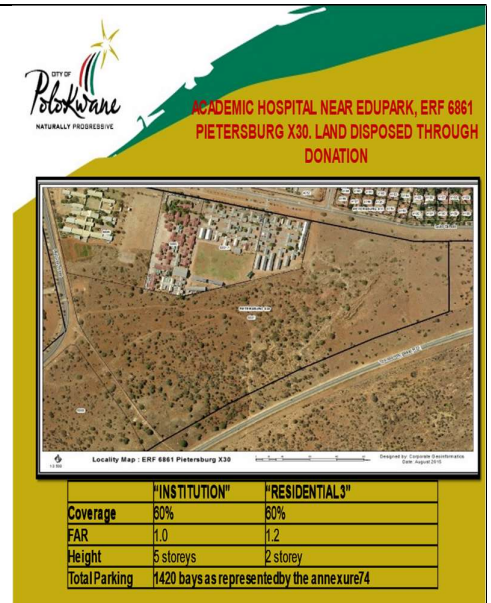 CITY OF
Polokwane
NATURALLY PROGRESSIVE
ACADEMIC HOSPITAL NEAR EDUPARK, ERF 6861
PIETERSBURG X30. LAND DISPOSED THROUGH
DONATION
Locality Map : ERF 6861 Pietersburg X30
Designed by: Corporate Geoinformatics
Date: August 2015
"INSTITUTION" "RESIDENTIAL3"
Coverage 60% 60%
FAR 1.0 1.2
Height 5 storeys 2 storey
Total Parking 1420 bays as representedby the annexure74